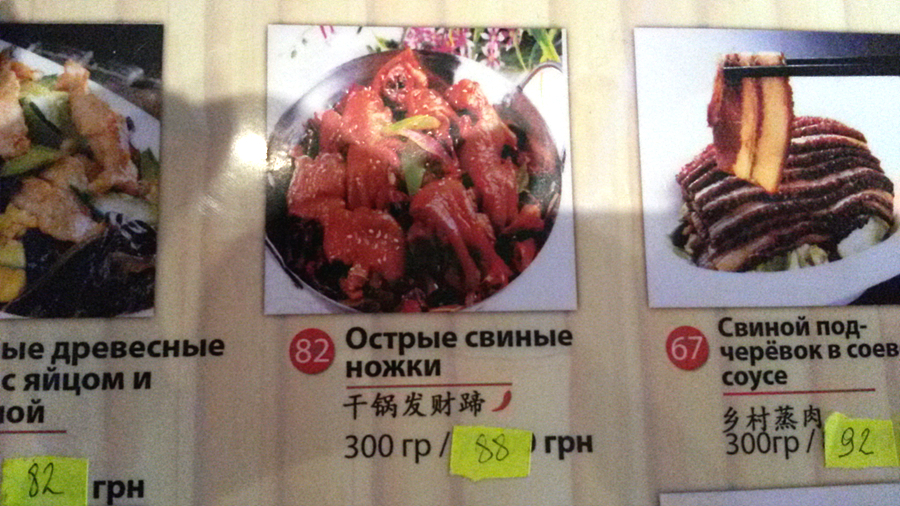 ые древесные
с яйцом и
ной
82 грн
82
Острые свиные
ножки
干锅发财蹄
300 гр / 88 грн
67
Свиной под-
черёвок в соев
соусе
乡村蒸肉
300гр / 92